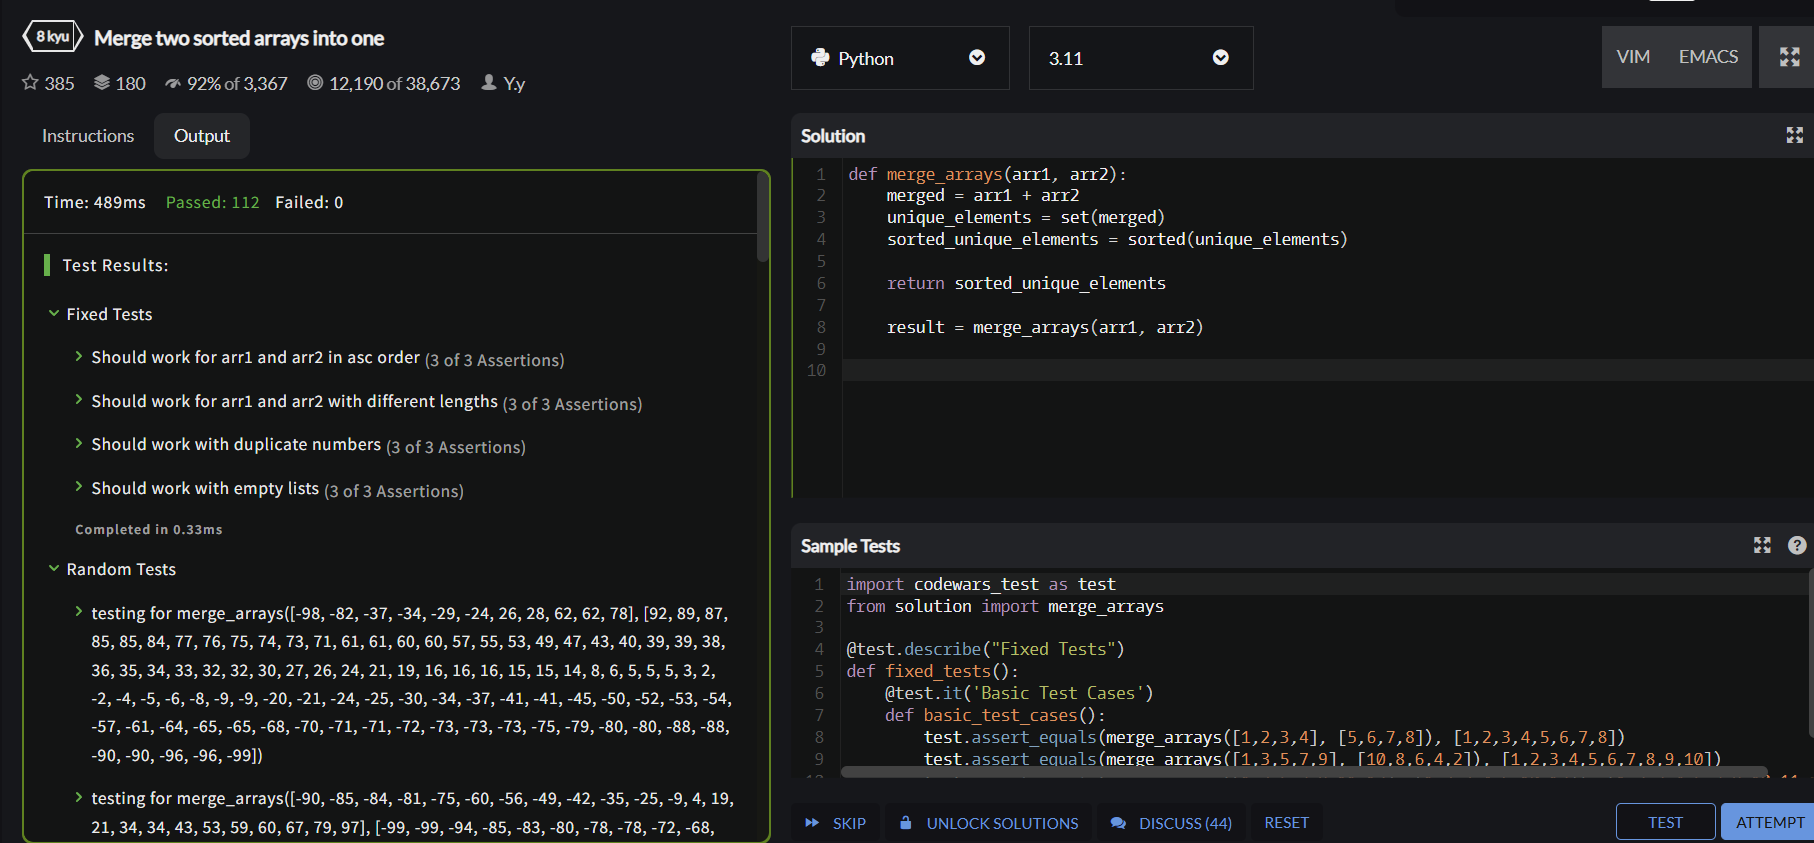 8 kyu Merge two sorted arrays into one
385 180 92% of 3,367 12,190 of 38,673 Y.y
Instructions Output
Time: 489ms Passed: 112 Failed: 0
Test Results:
Fixed Tests
Should work for arr1 and arr2 in asc order (3 of 3 Assertions)
Should work for arr1 and arr2 with different lengths (3 of 3 Assertions)
Should work with duplicate numbers (3 of 3 Assertions)
Should work with empty lists (3 of 3 Assertions)
Completed in 0.33ms
Random Tests
testing for merge_arrays([-98, -82, -37, -34, -29, -24, 26, 28, 62, 62, 78], [92, 89, 87,
85, 85, 84, 77, 76, 75, 74, 73, 71, 61, 61, 60, 60, 57, 55, 53, 49, 47, 43, 40, 39, 39, 38,
36, 35, 34, 33, 32, 32, 30, 27, 26, 24, 21, 19, 16, 16, 16, 15, 15, 14, 8, 6, 5, 5, 5, 3, 2,
-2, -4, -5, -6, -8, -9, -9, -20, -21, -24, -25, -30, -34, -37, -41, -41, -45, -50, -52, -53, -54,
-57, -61, -64, -65, -65, -68, -70, -71, -71, -72, -73, -73, -73, -75, -79, -80, -80, -88, -88,
-90, -90, -96, -96, -99])
testing for merge_arrays([-90, -85, -84, -81, -75, -60, -56, -49, -42, -35, -25, -9, 4, 19,
21, 34, 34, 43, 53, 59, 60, 67, 79, 97], [-99, -99, -94, -85, -83, -80, -78, -78, -72, -68,
Python 3.11 VIM EMACS
Solution
1 def merge_arrays(arr1, arr2):
2 merged = arr1 + arr2
3 unique_elements = set(merged)
4 sorted_unique_elements = sorted(unique_elements)
5
6 return sorted_unique_elements
7
8 result = merge_arrays(arr1, arr2)
9
10
Sample Tests ?
1 import codewars_test as test
2 from solution import merge_arrays
3
4 @test.describe("Fixed Tests")
5 def fixed_tests():
6 @test.it('Basic Test Cases')
7 def basic_test_cases():
8 test.assert_equals(merge_arrays([1,2,3,4], [5,6,7,8]), [1,2,3,4,5,6,7,8])
9 test.assert_equals(merge_arrays([1,3,5,7,9], [10,8,6,4,2]), [1,2,3,4,5,6,7,8,9,10])
SKIP UNLOCK SOLUTIONS DISCUSS (44) RESET TEST ATTEMPT